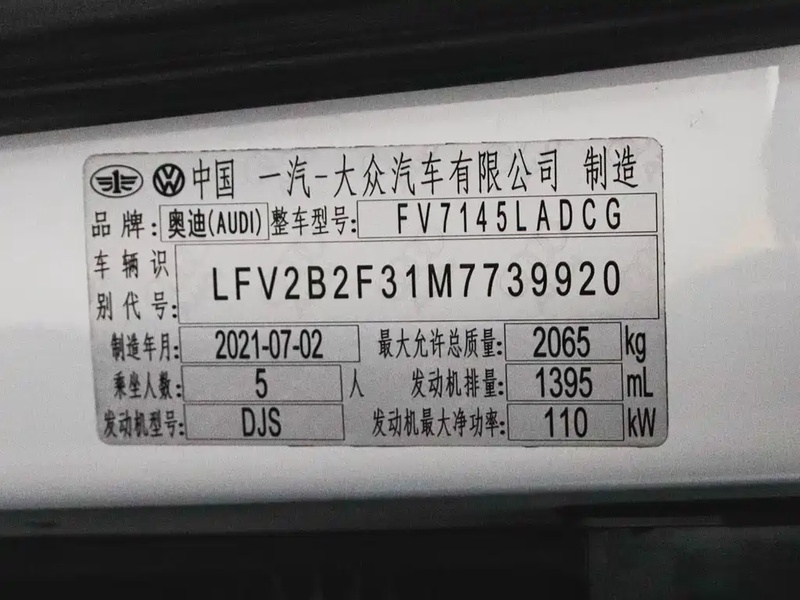 中国 一汽-大众汽车有限公司 制造
品牌: 奥迪(AUDI) 整车型号: FV7145LADCG
车辆识别代号: LFV2B2F31M7739920
制造年月: 2021-07-02 最大允许总质量: 2065 kg
乘坐人数: 5 人 发动机排量: 1395 mL
发动机型号: DJS 发动机最大净功率: 110 kW